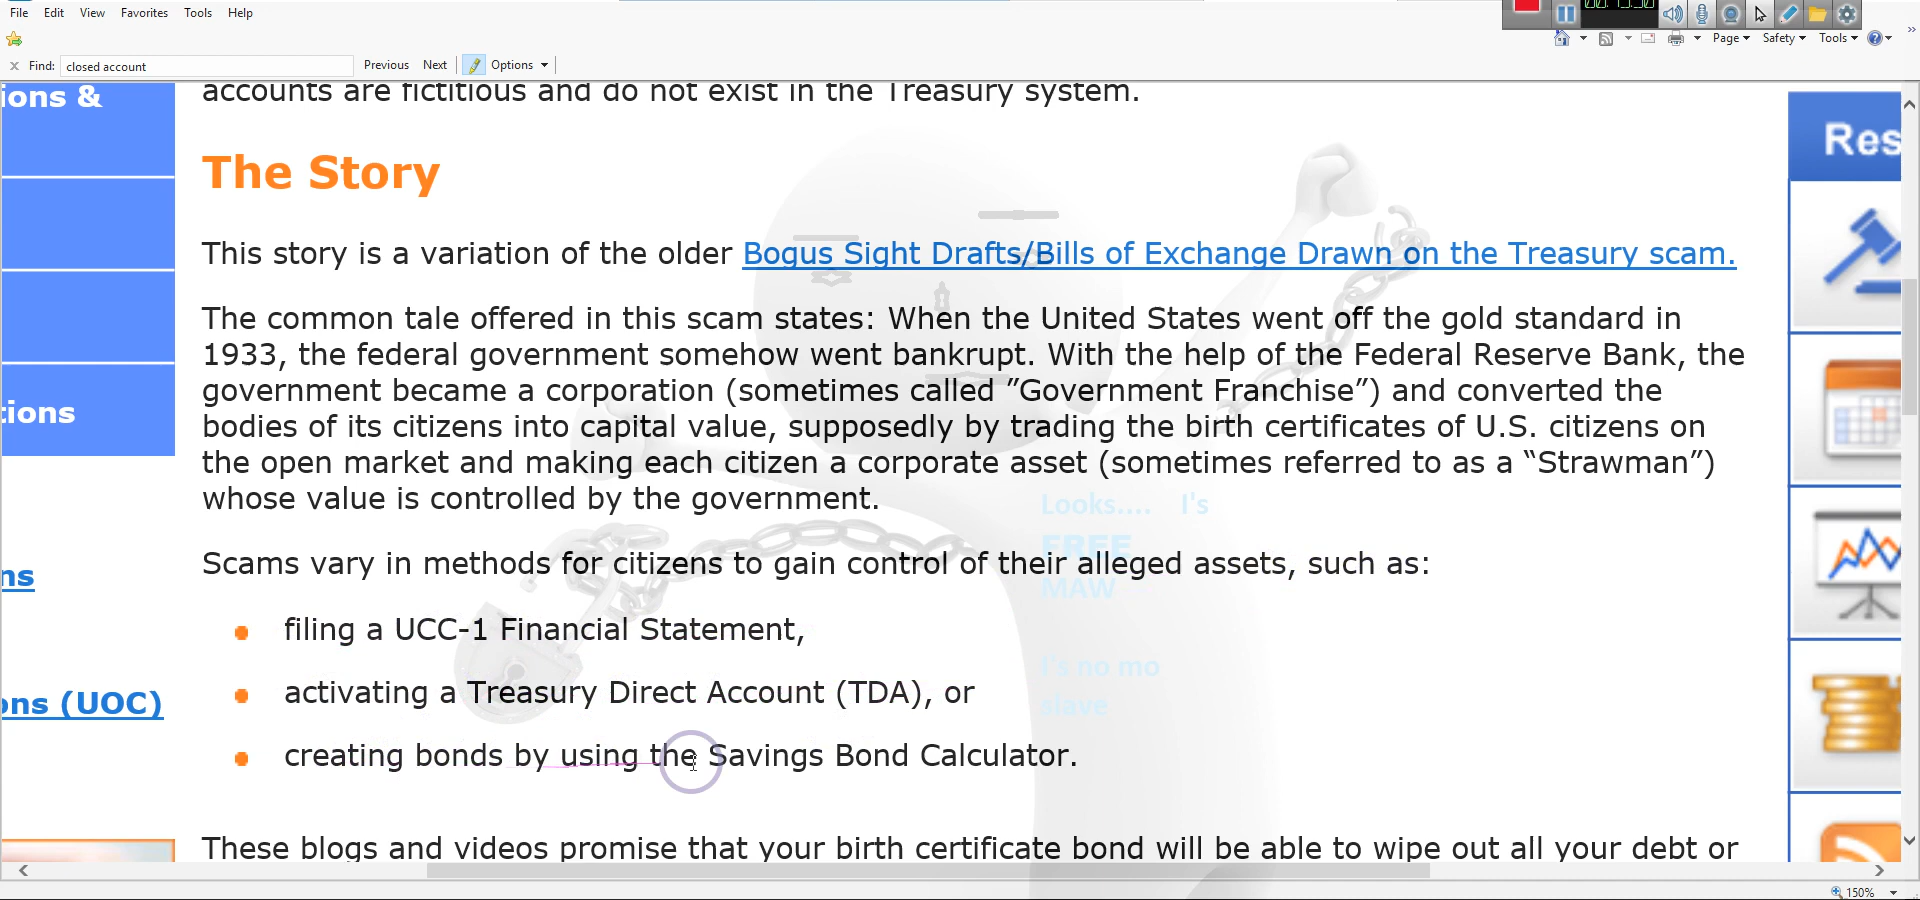 File Edit View Favorites Tools Help
Page Safety Tools
Find: closed account Previous Next Options
ions &
tions
ns
ons (UOC)
accounts are fictitious and do not exist in the Treasury system.
The Story
This story is a variation of the older Bogus Sight Drafts/Bills of Exchange Drawn on the Treasury scam.
The common tale offered in this scam states: When the United States went off the gold standard in
1933, the federal government somehow went bankrupt. With the help of the Federal Reserve Bank, the
government became a corporation (sometimes called ”Government Franchise”) and converted the
bodies of its citizens into capital value, supposedly by trading the birth certificates of U.S. citizens on
the open market and making each citizen a corporate asset (sometimes referred to as a “Strawman”)
whose value is controlled by the government.
Scams vary in methods for citizens to gain control of their alleged assets, such as:
filing a UCC-1 Financial Statement,
activating a Treasury Direct Account (TDA), or
creating bonds by using the Savings Bond Calculator.
These blogs and videos promise that your birth certificate bond will be able to wipe out all your debt or
Looks.... I's
FREE
MAW
I's no mo
slave
Res
150%